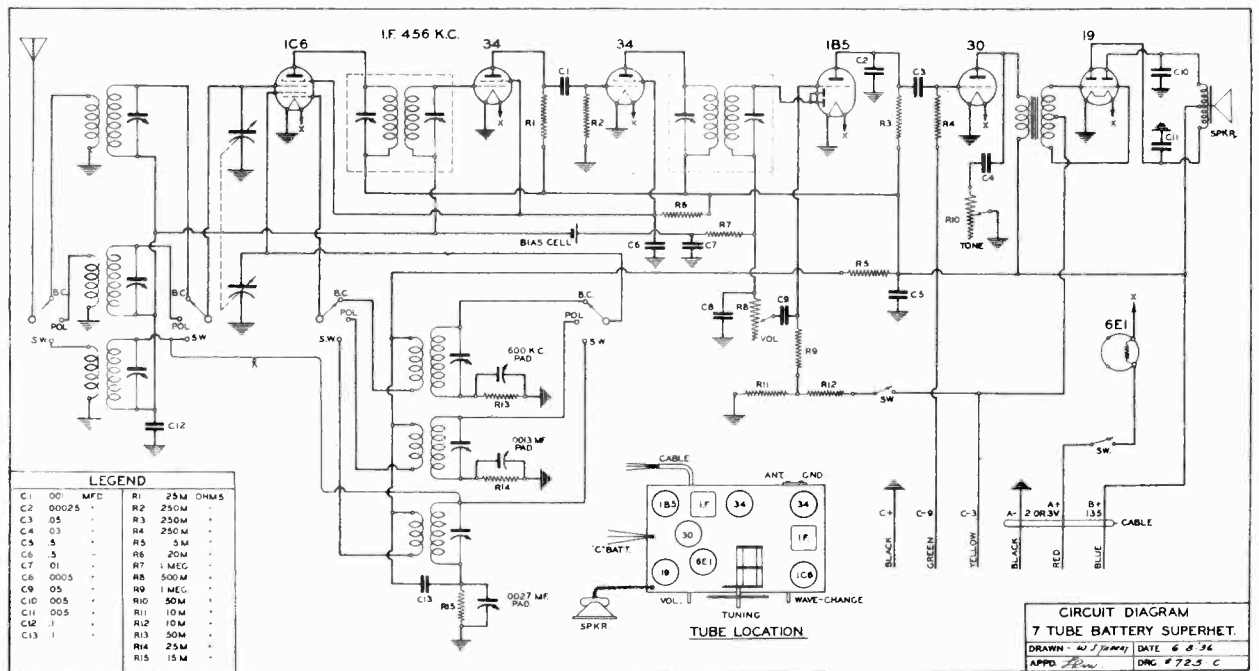 I.F. 456 K.C.
1C6
34
34
1B5
30
19
C1
C2
C3
C10
R1
R2
R3
R4
C11
SPKR.
C4
R10
TONE
R6
R7
BIAS CELL
C6
C7
R5
C5
B.C.
POL
S.W.
B.C.
POL.
S.W
B.C.
POL
S.W.
B.C.
POL
S.W
C8
R8
C9
VOL
R9
6E1
X
600 K.C.
PAD
R13
R11
R12
SW
.0013 MF.
PAD
R14
SW.
C12
X
C13
R15
.0027 MF.
PAD
LEGEND
C1 .001 MFD R1 25M OHMS
C2 .00025 " R2 250M "
C3 .05 " R3 250M "
C4 .03 " R4 250M "
C5 .5 " R5 5M "
C6 .5 " R6 20M "
C7 .01 " R7 1 MEG "
C8 .0005 " R8 500M "
C9 .05 " R9 1 MEG "
C10 .005 " R10 50M "
C11 .005 " R11 10M "
C12 .1 " R12 10M "
C13 .1 " R13 50M "
R14 25M "
R15 15M "
CABLE
ANT. GND
1B5
I.F
34
34
30
I.F
"C" BATT.
19
6E1
1C6
VOL.
TUNING
WAVE-CHANGE
SPKR
TUBE LOCATION
C+
BLACK
C-9
GREEN
C-3
YELLOW
A-
BLACK
A+
2 OR 3V
RED
B+
135
BLUE
CABLE
CIRCUIT DIAGRAM
7 TUBE BATTERY SUPERHET.
DRAWN - DATE 6·5·36
APPD. DRG. #725-C